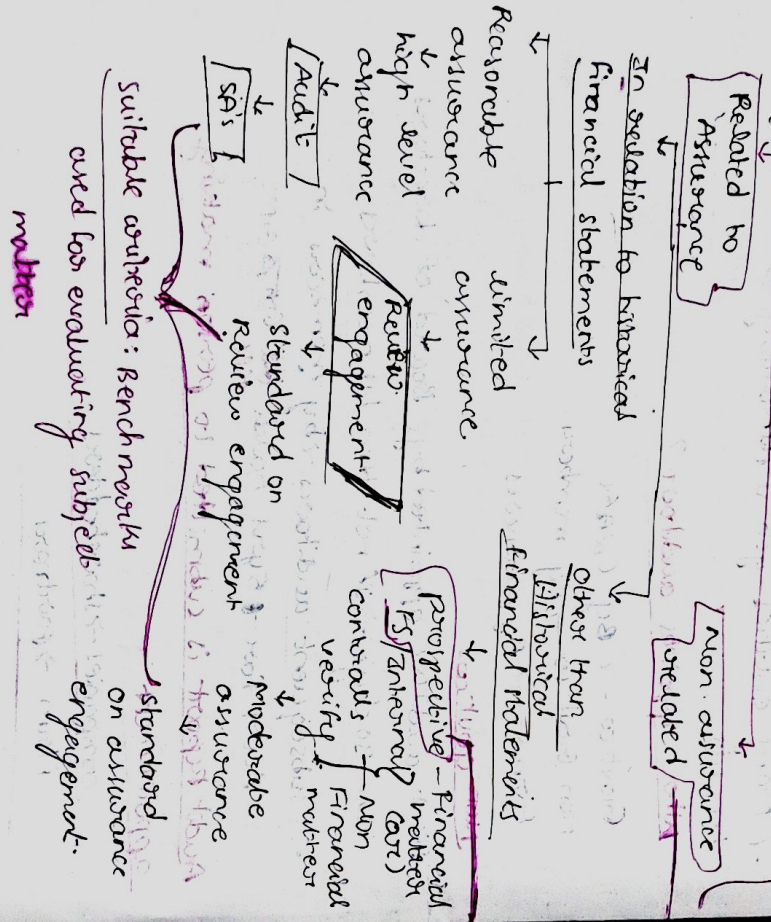 Related to
Assurance
Non. assurance
related
In relation to historical
financial statements
Other than
Historical
financial statements
Reasonable
assurance
high level
assurance
Audit
SA's
limited
assurance
Review
engagement
Standard on
Review engagement
prospective - Financial
FS/Internal matter
controls (or)
verify Non
Financial
matter
Moderate
assurance
Standard
on assurance
engagement.
suitable criteria: Benchmarks
used for evaluating subject
matter